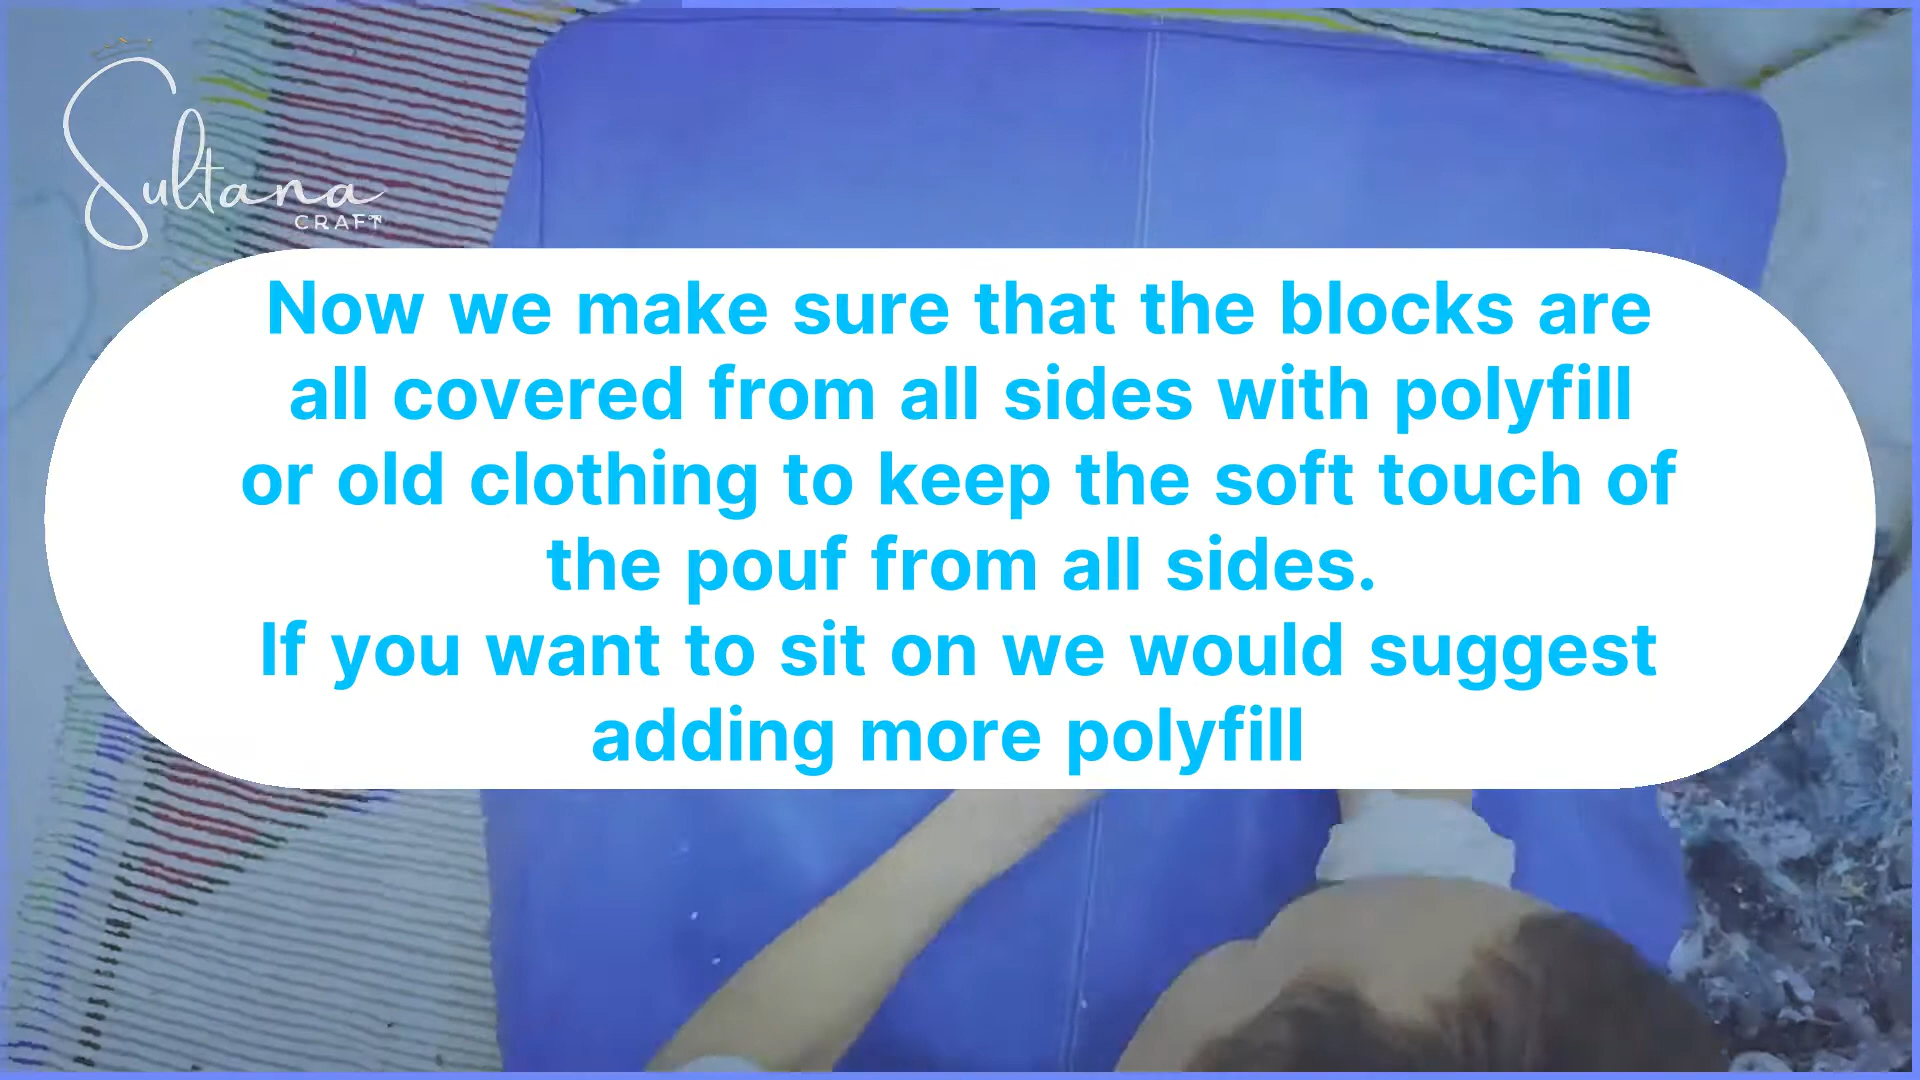 Sultana
CRAFT
Now we make sure that the blocks are
all covered from all sides with polyfill
or old clothing to keep the soft touch of
the pouf from all sides.
If you want to sit on we would suggest
adding more polyfill